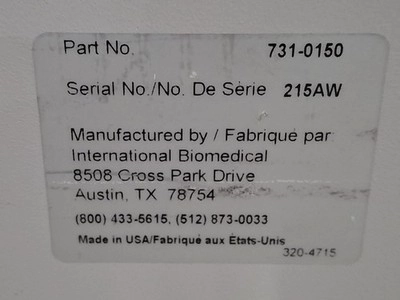 Part No. 731-0150
Serial No./No. De Série 215AW
Manufactured by / Fabriqué par
International Biomedical
8508 Cross Park Drive
Austin, TX 78754
(800) 433-5615, (512) 873-0033
Made in USA/Fabriqué aux États-Unis
320-4715